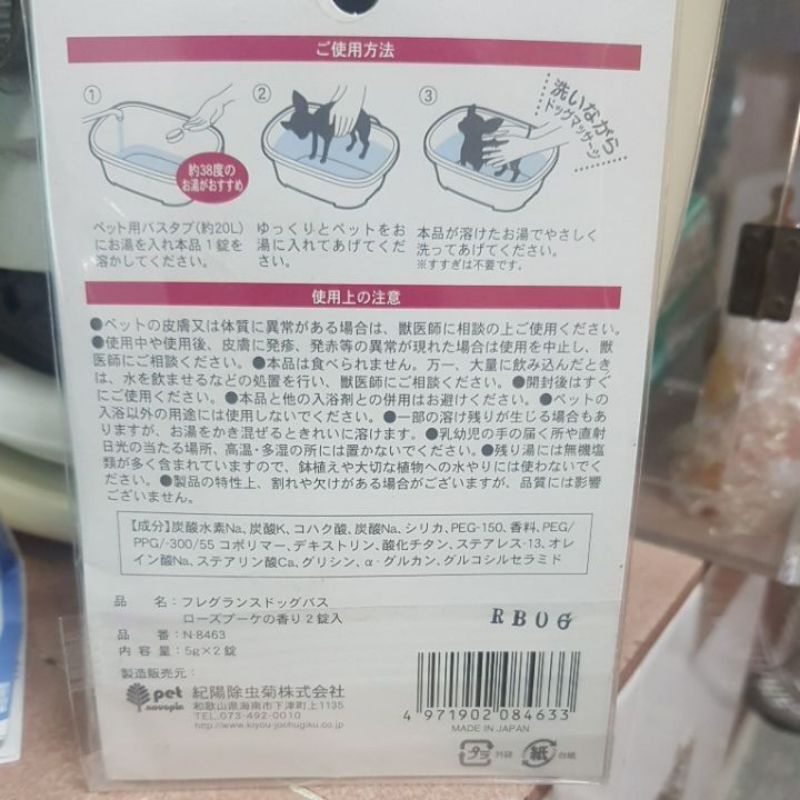 ご使用方法
①
②
③
洗いながら
ドッグマッサージ
約38度の
お湯がおすすめ
ペット用バスタブ(約20L)
にお湯を入れ本品1錠を
溶かしてください。
ゆっくりとペットをお
湯に入れてあげてくだ
さい。
本品が溶けたお湯でやさしく
洗ってあげてください。
※すすぎは不要です。
使用上の注意
●ペットの皮膚又は体質に異常がある場合は、獣医師に相談の上ご使用ください。
●使用中や使用後、皮膚に発疹、発赤等の異常が現れた場合は使用を中止し、獣
医師にご相談ください。●本品は食べられません。万一、大量に飲み込んだとき
は、水を飲ませるなどの処置を行い、獣医師にご相談ください。●開封後はすぐ
にご使用ください。●本品と他の入浴剤との併用はお避けください。●ペットの
入浴以外の用途には使用しないでください。●一部の溶け残りが生じる場合もあ
りますが、お湯をかき混ぜるときれいに溶けます。●乳幼児の手の届く所や直射
日光の当たる場所、高温・多湿の所には置かないでください。●残り湯には無機塩
類が多く含まれていますので、鉢植えや大切な植物への水やりには使わないでく
ださい。●製品の特性上、割れや欠けがある場合がございますが、品質には影響
ございません。
【成分】炭酸水素Na、炭酸K、コハク酸、炭酸Na、シリカ、PEG-150、香料、PEG/
PPG/-300/55 コポリマー、デキストリン、酸化チタン、ステアレス-13、オレ
イン酸Na、ステアリン酸Ca、グリシン、α-グルカン、グルコシルセラミド
品 名:フレグランスドッグバス
ローズブーケの香り2錠入
品 番:N-8463
内 容 量:5g×2錠
RB06
製造販売元:
pet
novopin
紀陽除虫菊株式会社
和歌山県海南市下津町上1135
TEL.073-492-0010
http://www.kiyou-jochugiku.co.jp
4 971902 084633
MADE IN JAPAN
プラ 外袋 紙 台紙